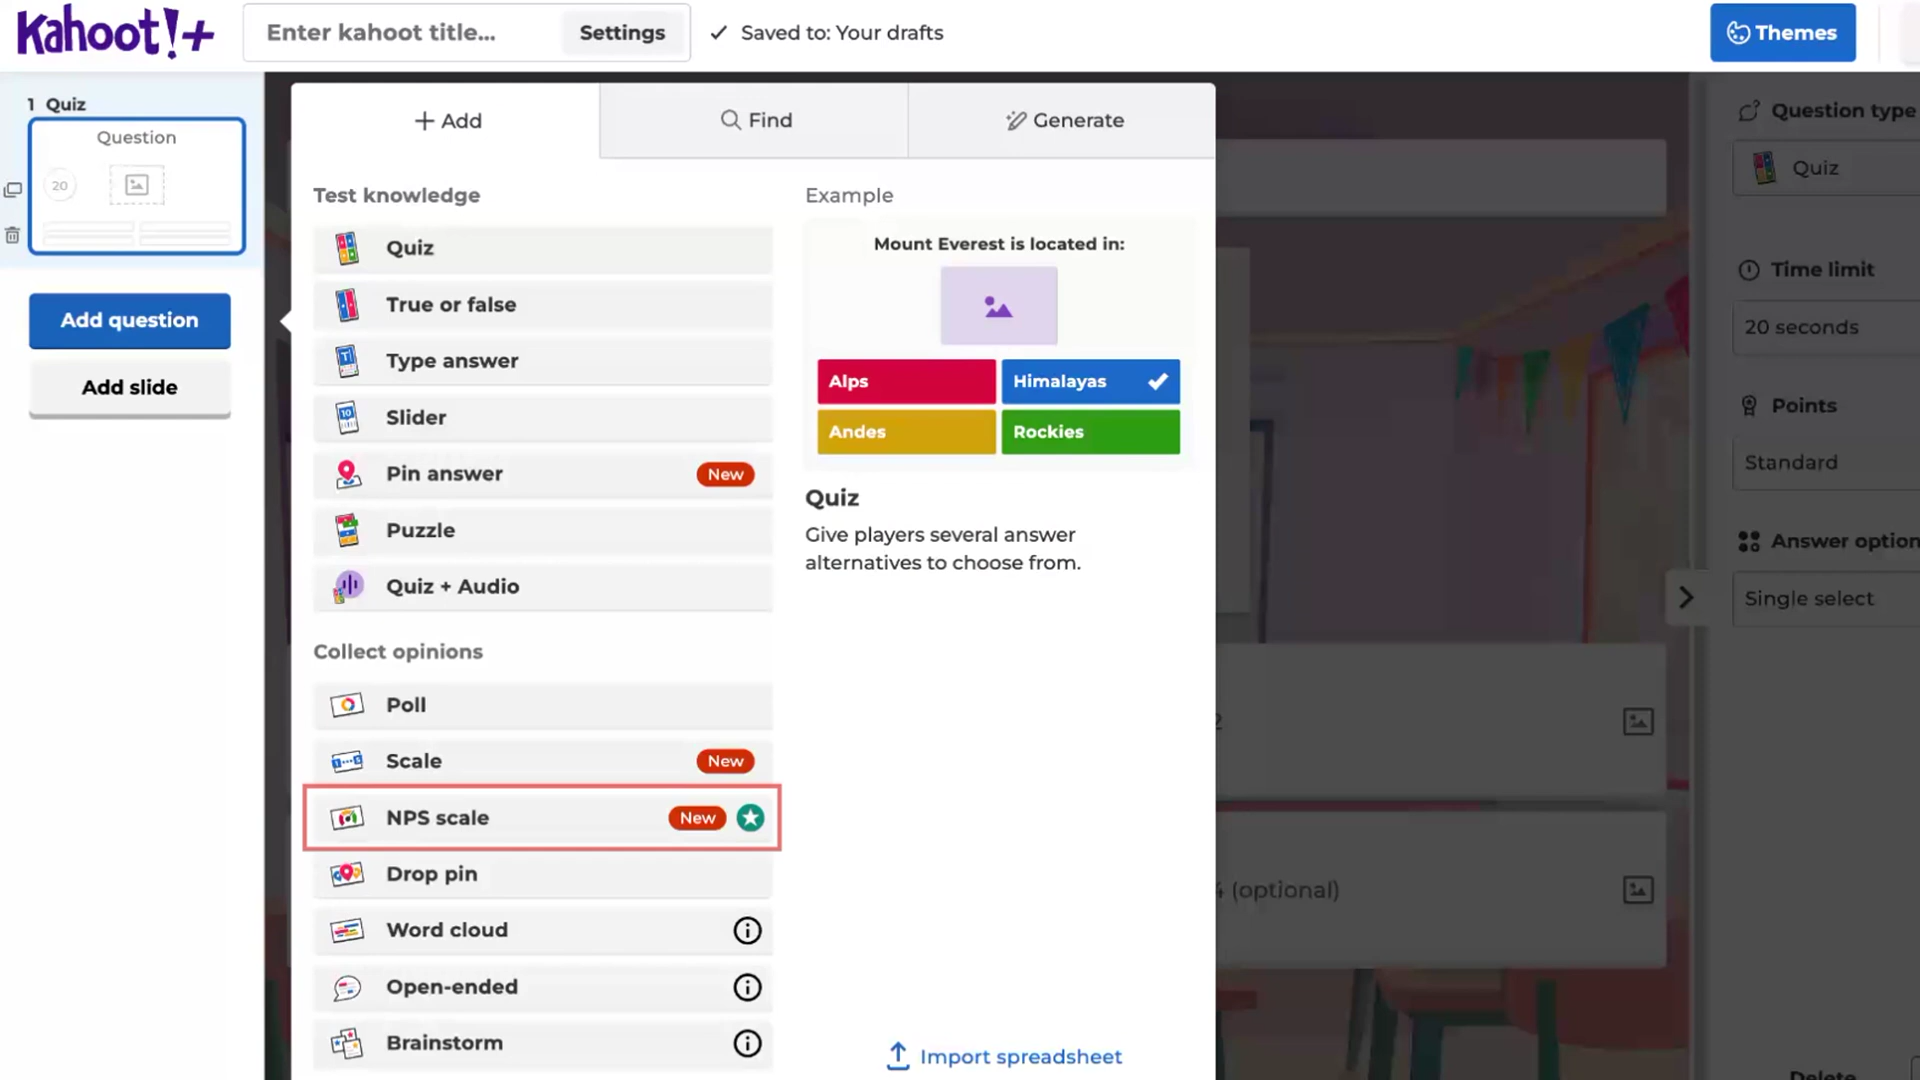 Kahoot!+
Enter kahoot title...
Settings
Saved to: Your drafts
Themes
1 Quiz
Question
20
Add question
Add slide
Add
Find
Generate
Test knowledge
Quiz
True or false
Type answer
Slider
Pin answer
New
Puzzle
Quiz + Audio
Collect opinions
Poll
Scale
New
NPS scale
New
Drop pin
Word cloud
Open-ended
Brainstorm
Example
Mount Everest is located in:
Alps
Himalayas
Andes
Rockies
Quiz
Give players several answer
alternatives to choose from.
Import spreadsheet
2
4 (optional)
Question type
Quiz
Time limit
20 seconds
Points
Standard
Answer option
Single select
Delete